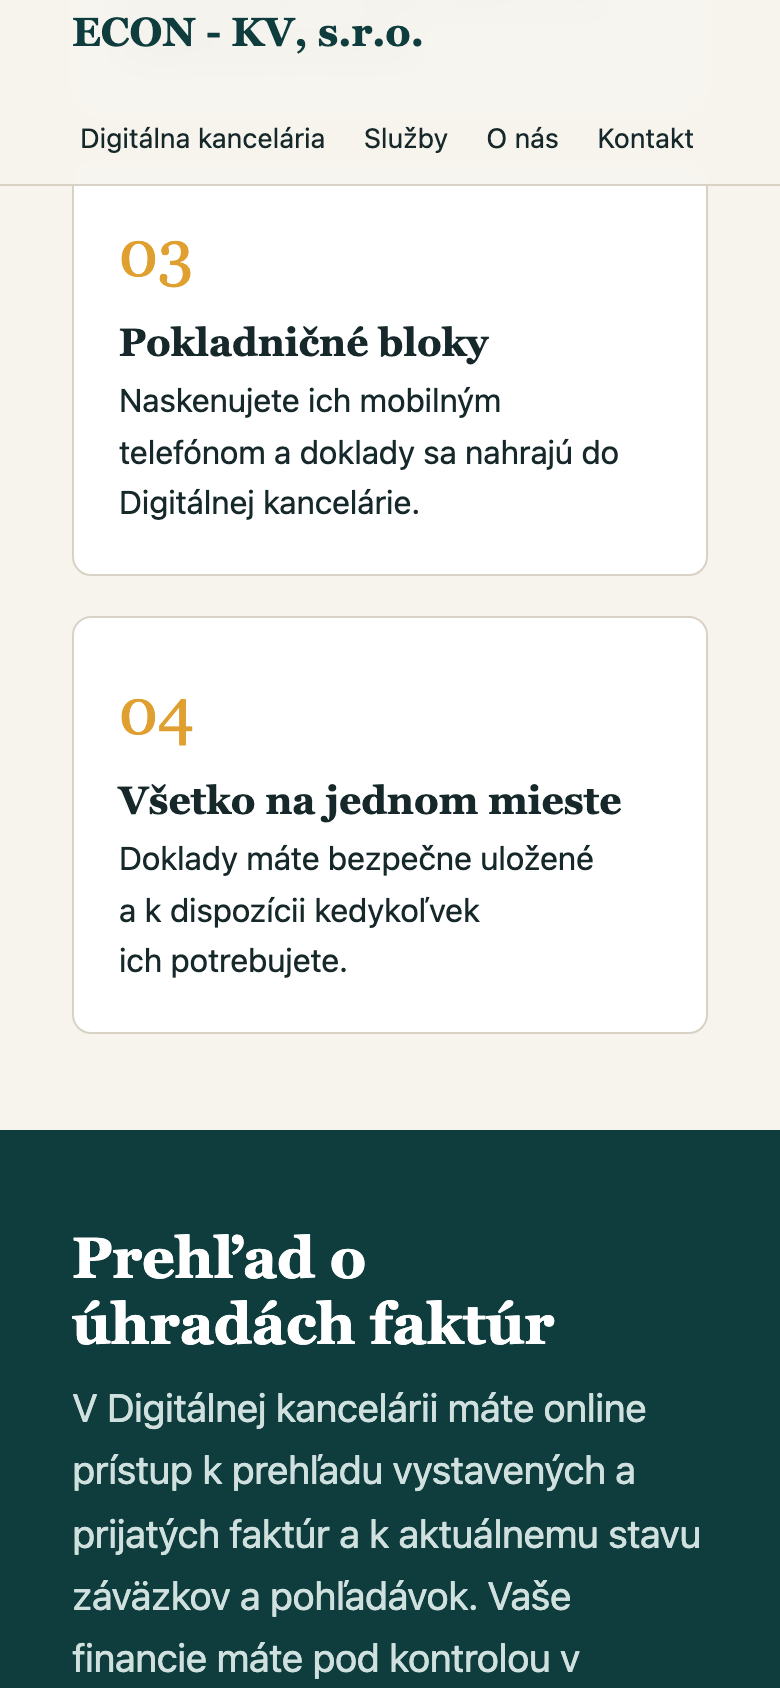 ECON - KV, s.r.o.
Digitálna kancelária Služby O nás Kontakt
03
Pokladničné bloky
Naskenujete ich mobilným
telefónom a doklady sa nahrajú do
Digitálnej kancelárie.
04
Všetko na jednom mieste
Doklady máte bezpečne uložené
a k dispozícii kedykoľvek
ich potrebujete.
Prehľad o
úhradách faktúr
V Digitálnej kancelárii máte online
prístup k prehľadu vystavených a
prijatých faktúr a k aktuálnemu stavu
záväzkov a pohľadávok. Vaše
financie máte pod kontrolou v